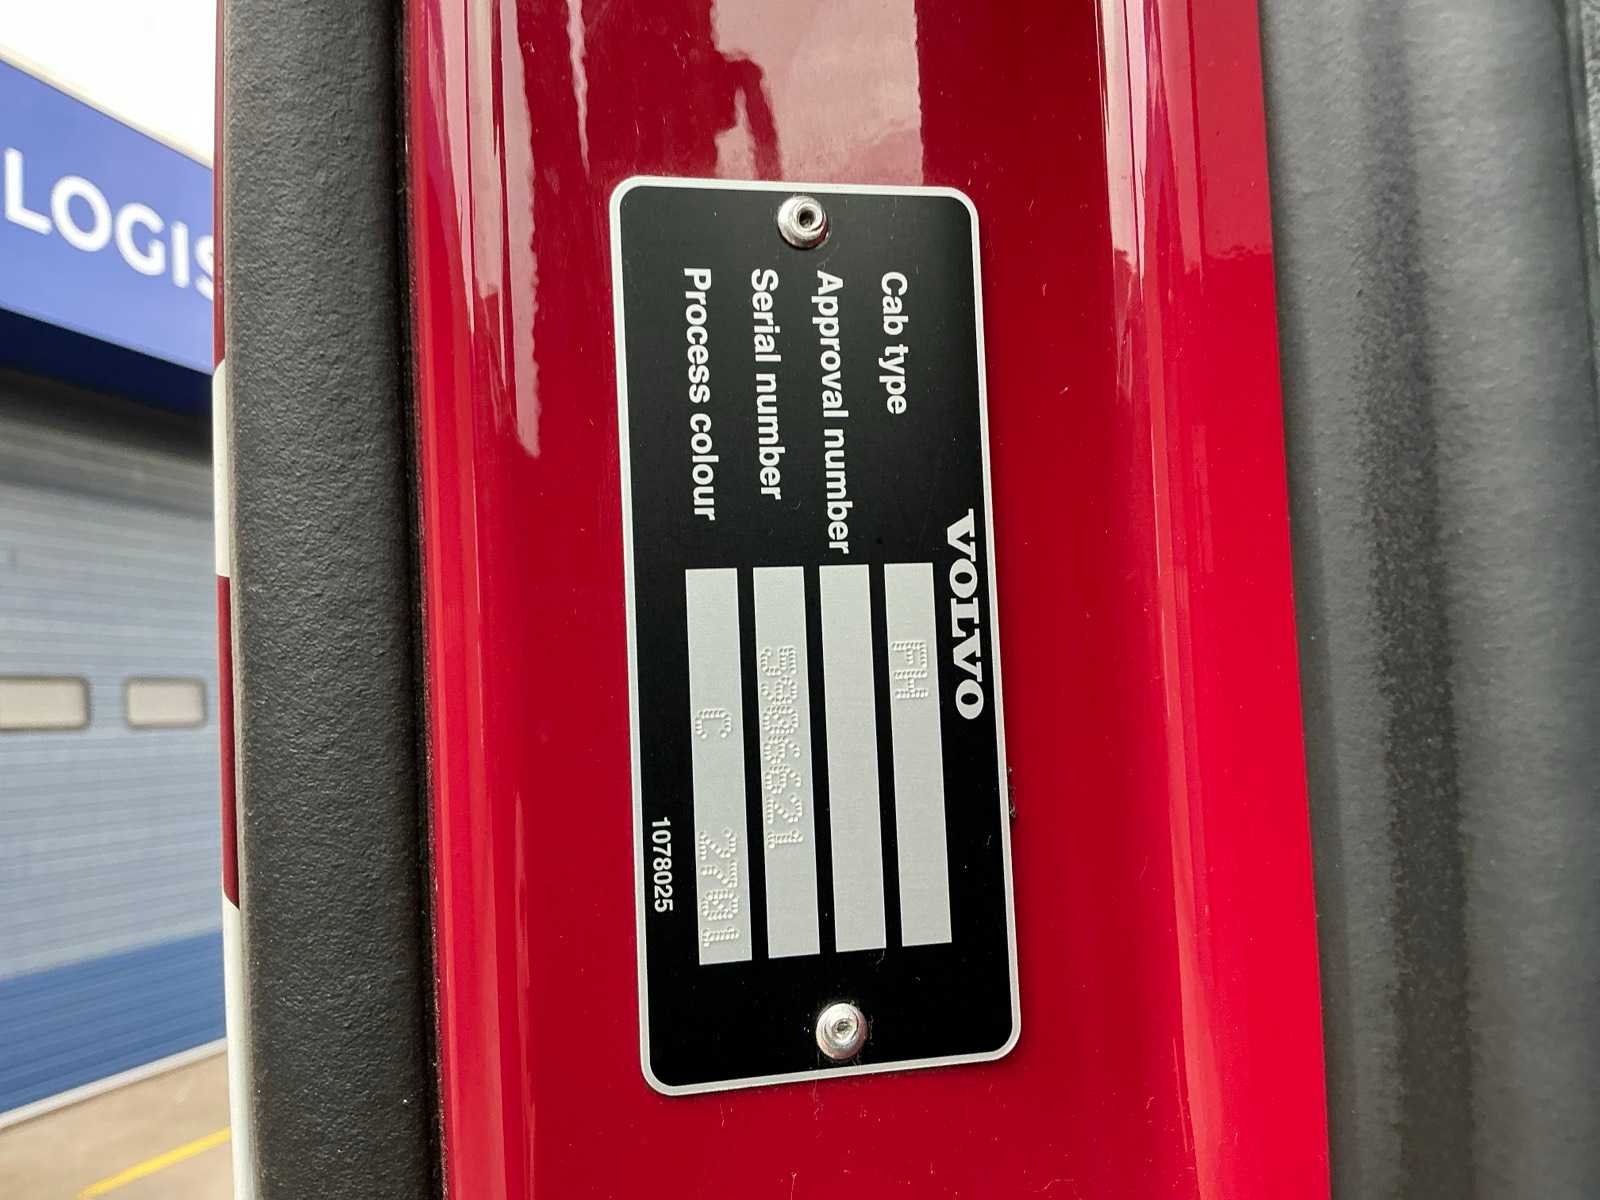 LOGIS
VOLVO
Cab type FH
Approval number
Serial number
Process colour C 2701
1078025